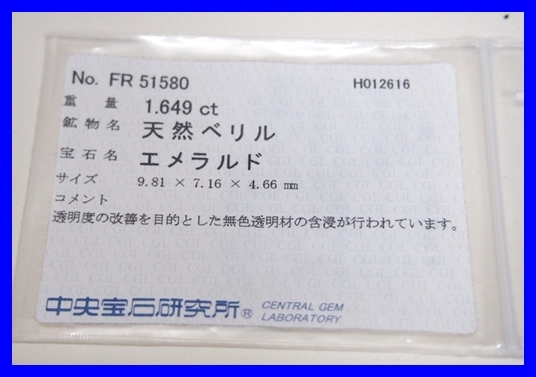 No. FR 51580 H012616
重量 1.649 ct
鉱物名 天然ベリル
宝石名 エメラルド
サイズ 9.81 × 7.16 × 4.66 mm
コメント
透明度の改善を目的とした無色透明材の含浸が行われています。
中央宝石研究所® CENTRAL GEM LABORATORY